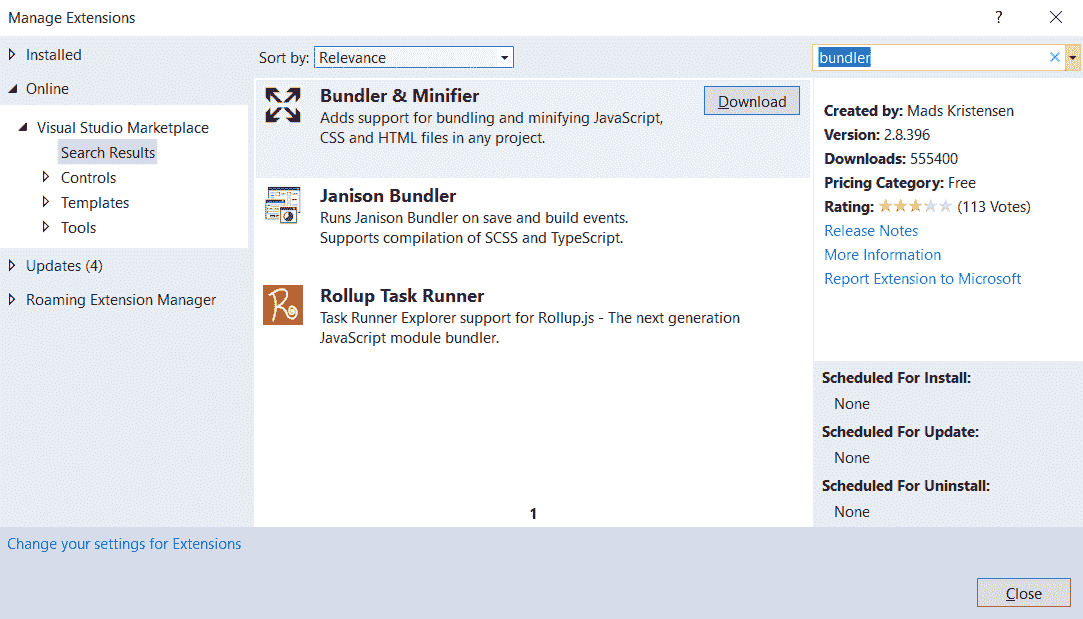 Manage Extensions
?
Installed
Online
Visual Studio Marketplace
Search Results
Controls
Templates
Tools
Updates (4)
Roaming Extension Manager
Sort by: Relevance
bundler
Bundler & Minifier
Download
Adds support for bundling and minifying JavaScript,
CSS and HTML files in any project.
Janison Bundler
Runs Janison Bundler on save and build events.
Supports compilation of SCSS and TypeScript.
Rollup Task Runner
Task Runner Explorer support for Rollup.js - The next generation
JavaScript module bundler.
1
Created by: Mads Kristensen
Version: 2.8.396
Downloads: 555400
Pricing Category: Free
Rating: (113 Votes)
Release Notes
More Information
Report Extension to Microsoft
Scheduled For Install:
None
Scheduled For Update:
None
Scheduled For Uninstall:
None
Change your settings for Extensions
Close